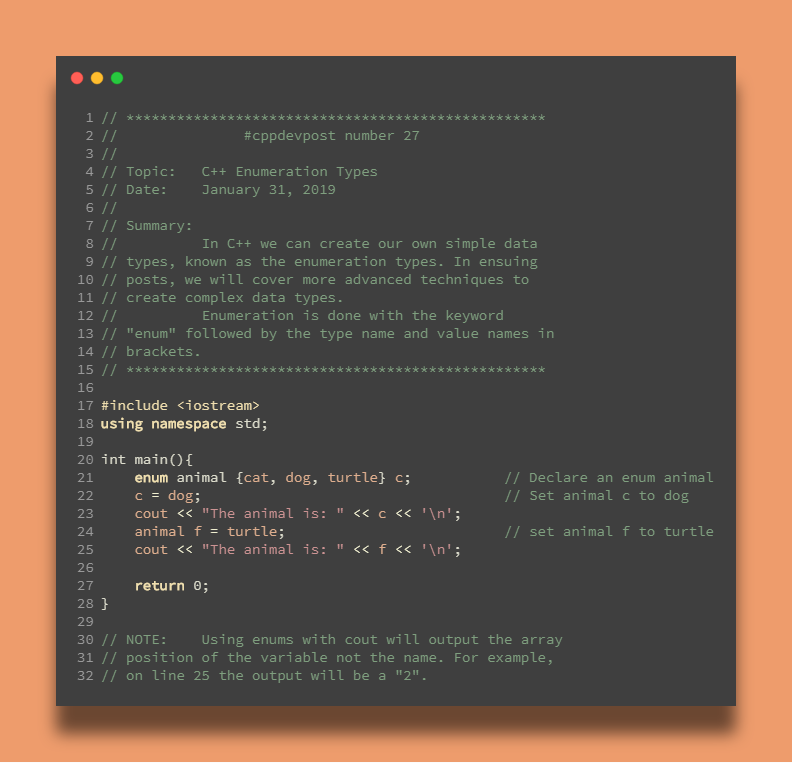 1 // **************************************************
2 //               #cppdevpost number 27
3 //
4 // Topic:   C++ Enumeration Types
5 // Date:    January 31, 2019
6 //
7 // Summary:
8 //          In C++ we can create our own simple data
9 // types, known as the enumeration types. In ensuing
10 // posts, we will cover more advanced techniques to
11 // create complex data types.
12 //          Enumeration is done with the keyword
13 // "enum" followed by the type name and value names in
14 // brackets.
15 // **************************************************
16
17 #include <iostream>
18 using namespace std;
19
20 int main(){
21     enum animal {cat, dog, turtle} c;           // Declare an enum animal
22     c = dog;                                    // Set animal c to dog
23     cout << "The animal is: " << c << '\n';
24     animal f = turtle;                          // set animal f to turtle
25     cout << "The animal is: " << f << '\n';
26
27     return 0;
28 }
29
30 // NOTE:    Using enums with cout will output the array
31 // position of the variable not the name. For example,
32 // on line 25 the output will be a "2".